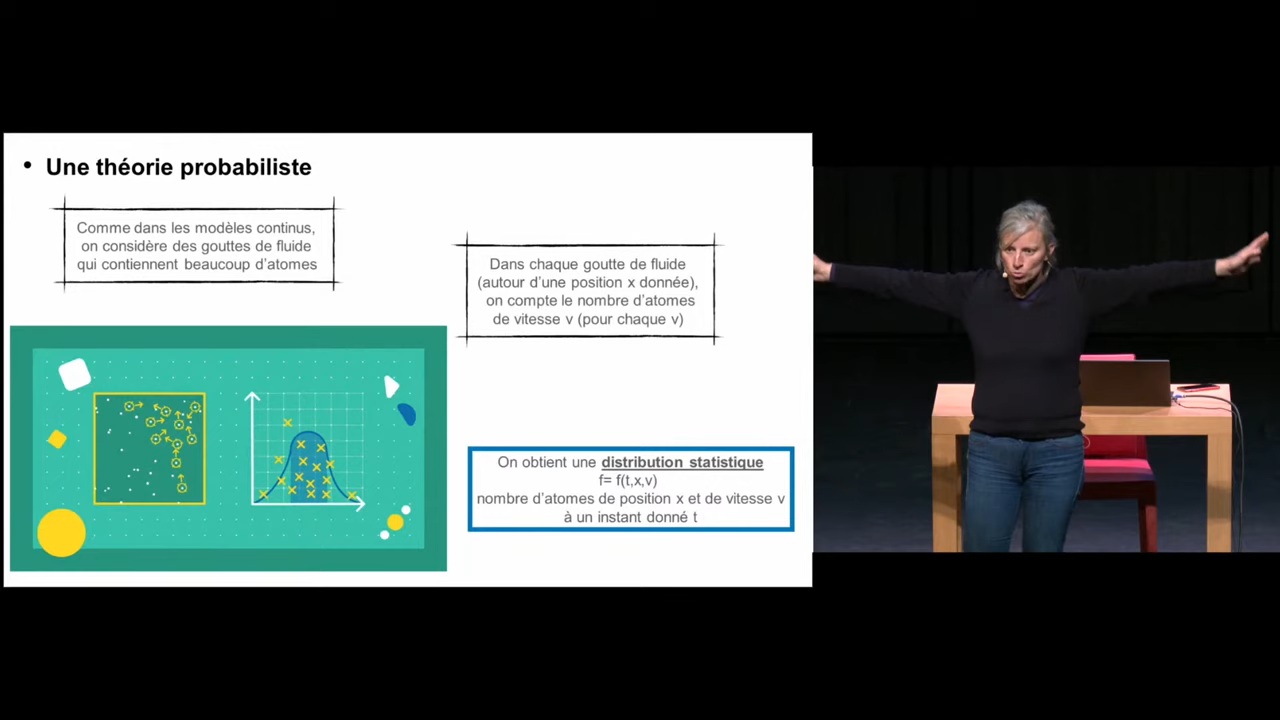 • Une théorie probabiliste
Comme dans les modèles continus,
on considère des gouttes de fluide
qui contiennent beaucoup d'atomes
Dans chaque goutte de fluide
(autour d'une position x donnée),
on compte le nombre d'atomes
de vitesse v (pour chaque v)
On obtient une distribution statistique
f= f(t,x,v)
nombre d'atomes de position x et de vitesse v
à un instant donné t